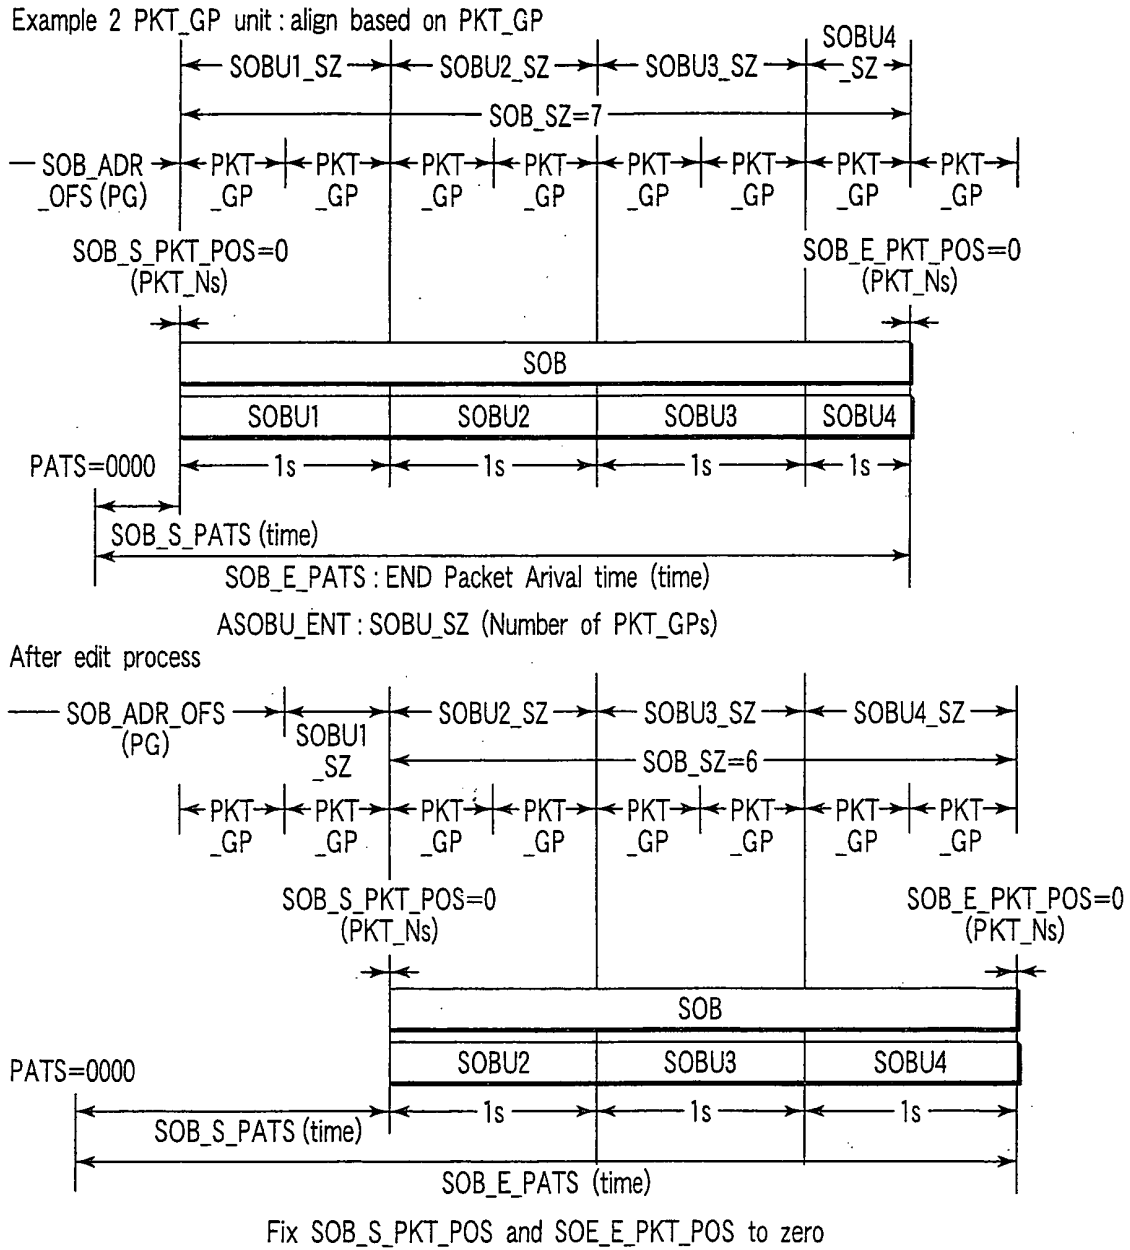 Example 2 PKT_GP unit : align based on PKT_GP
SOBU1_SZ SOBU2_SZ SOBU3_SZ SOBU4
_SZ
SOB_SZ=7
SOB_ADR PKT PKT PKT PKT PKT PKT PKT PKT
_OFS (PG) _GP _GP _GP _GP _GP _GP _GP _GP
SOB_S_PKT_POS=0 SOB_E_PKT_POS=0
(PKT_Ns) (PKT_Ns)
SOB
SOBU1 SOBU2 SOBU3 SOBU4
PATS=0000 1s 1s 1s 1s
SOB_S_PATS (time)
SOB_E_PATS : END Packet Arival time (time)
ASOBU_ENT : SOBU_SZ (Number of PKT_GPs)
After edit process
SOB_ADR_OFS SOBU2_SZ SOBU3_SZ SOBU4_SZ
(PG) SOBU1
_SZ SOB_SZ=6
PKT PKT PKT PKT PKT PKT PKT PKT
_GP _GP _GP _GP _GP _GP _GP _GP
SOB_S_PKT_POS=0 SOB_E_PKT_POS=0
(PKT_Ns) (PKT_Ns)
SOB
SOBU2 SOBU3 SOBU4
PATS=0000
1s 1s 1s
SOB_S_PATS (time)
SOB_E_PATS (time)
Fix SOB_S_PKT_POS and SOE_E_PKT_POS to zero